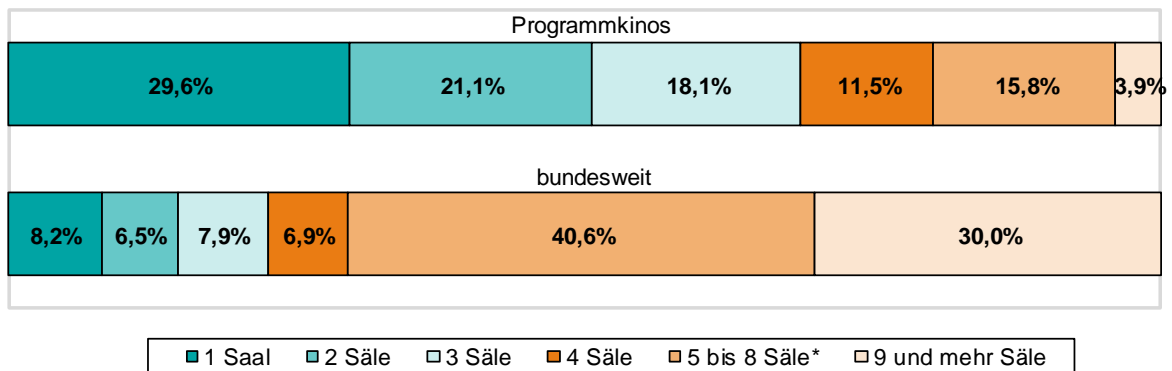 Programmkinos
29,6% 21,1% 18,1% 11,5% 15,8% 3,9%
bundesweit
8,2% 6,5% 7,9% 6,9% 40,6% 30,0%
1 Saal 2 Säle 3 Säle 4 Säle 5 bis 8 Säle* 9 und mehr Säle